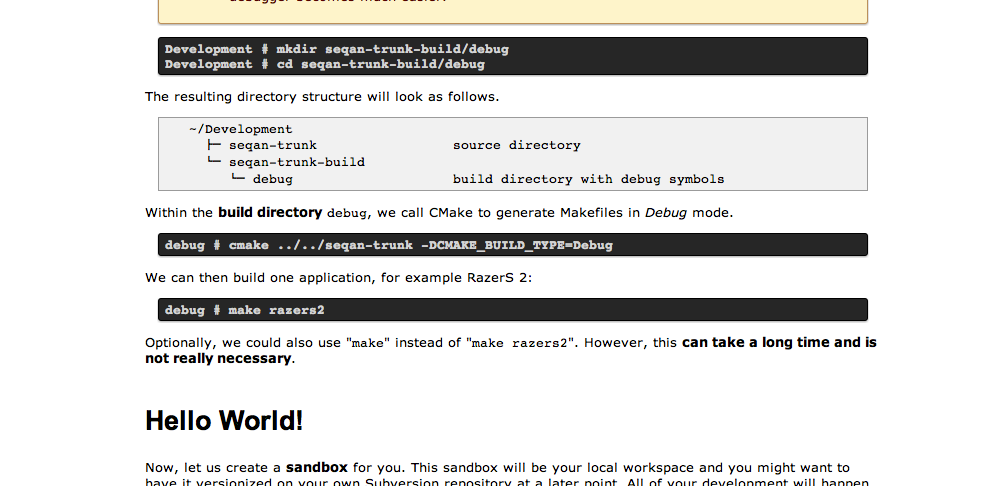 debugger becomes much easier.
Development # mkdir seqan-trunk-build/debug
Development # cd seqan-trunk-build/debug
The resulting directory structure will look as follows.
~/Development
├─ seqan-trunk source directory
└─ seqan-trunk-build
└─ debug build directory with debug symbols
Within the build directory debug, we call CMake to generate Makefiles in Debug mode.
debug # cmake ../../seqan-trunk -DCMAKE_BUILD_TYPE=Debug
We can then build one application, for example RazerS 2:
debug # make razers2
Optionally, we could also use "make" instead of "make razers2". However, this can take a long time and is
not really necessary.
Hello World!
Now, let us create a sandbox for you. This sandbox will be your local workspace and you might want to
have it versionized on your own Subversion repository at a later point. All of your development will happen